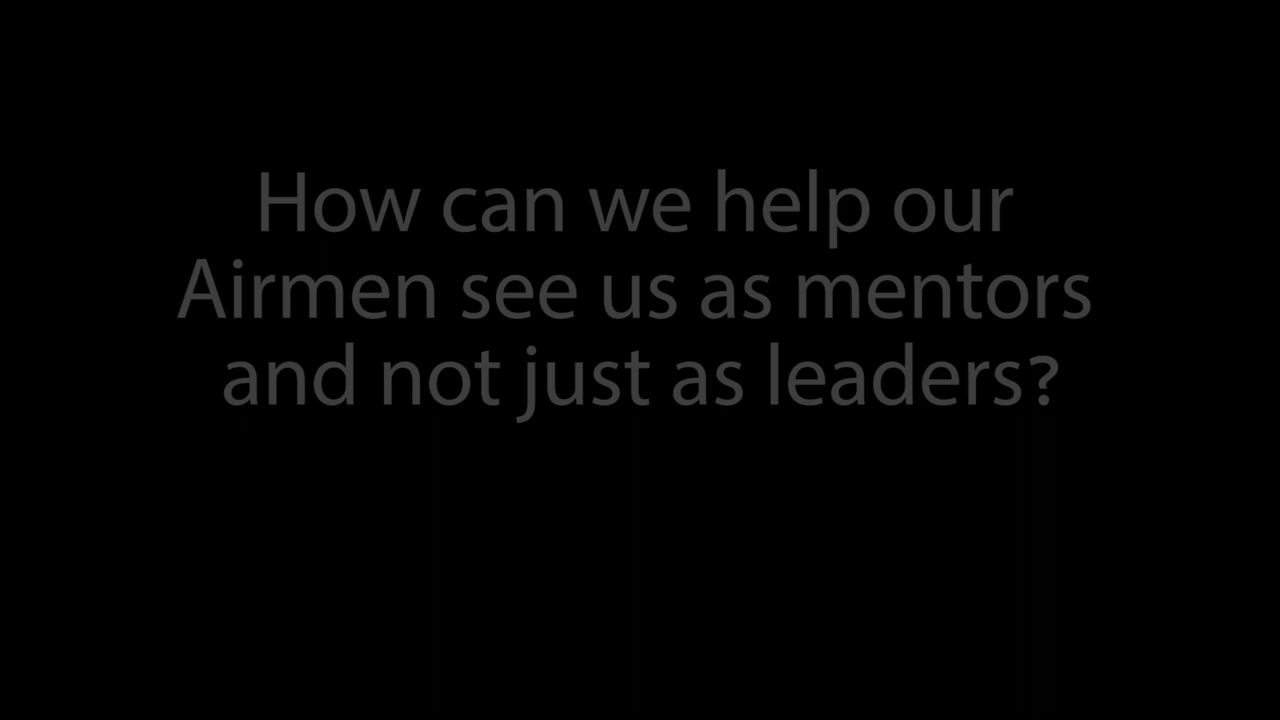 How can we help our
Airmen see us as mentors
and not just as leaders?